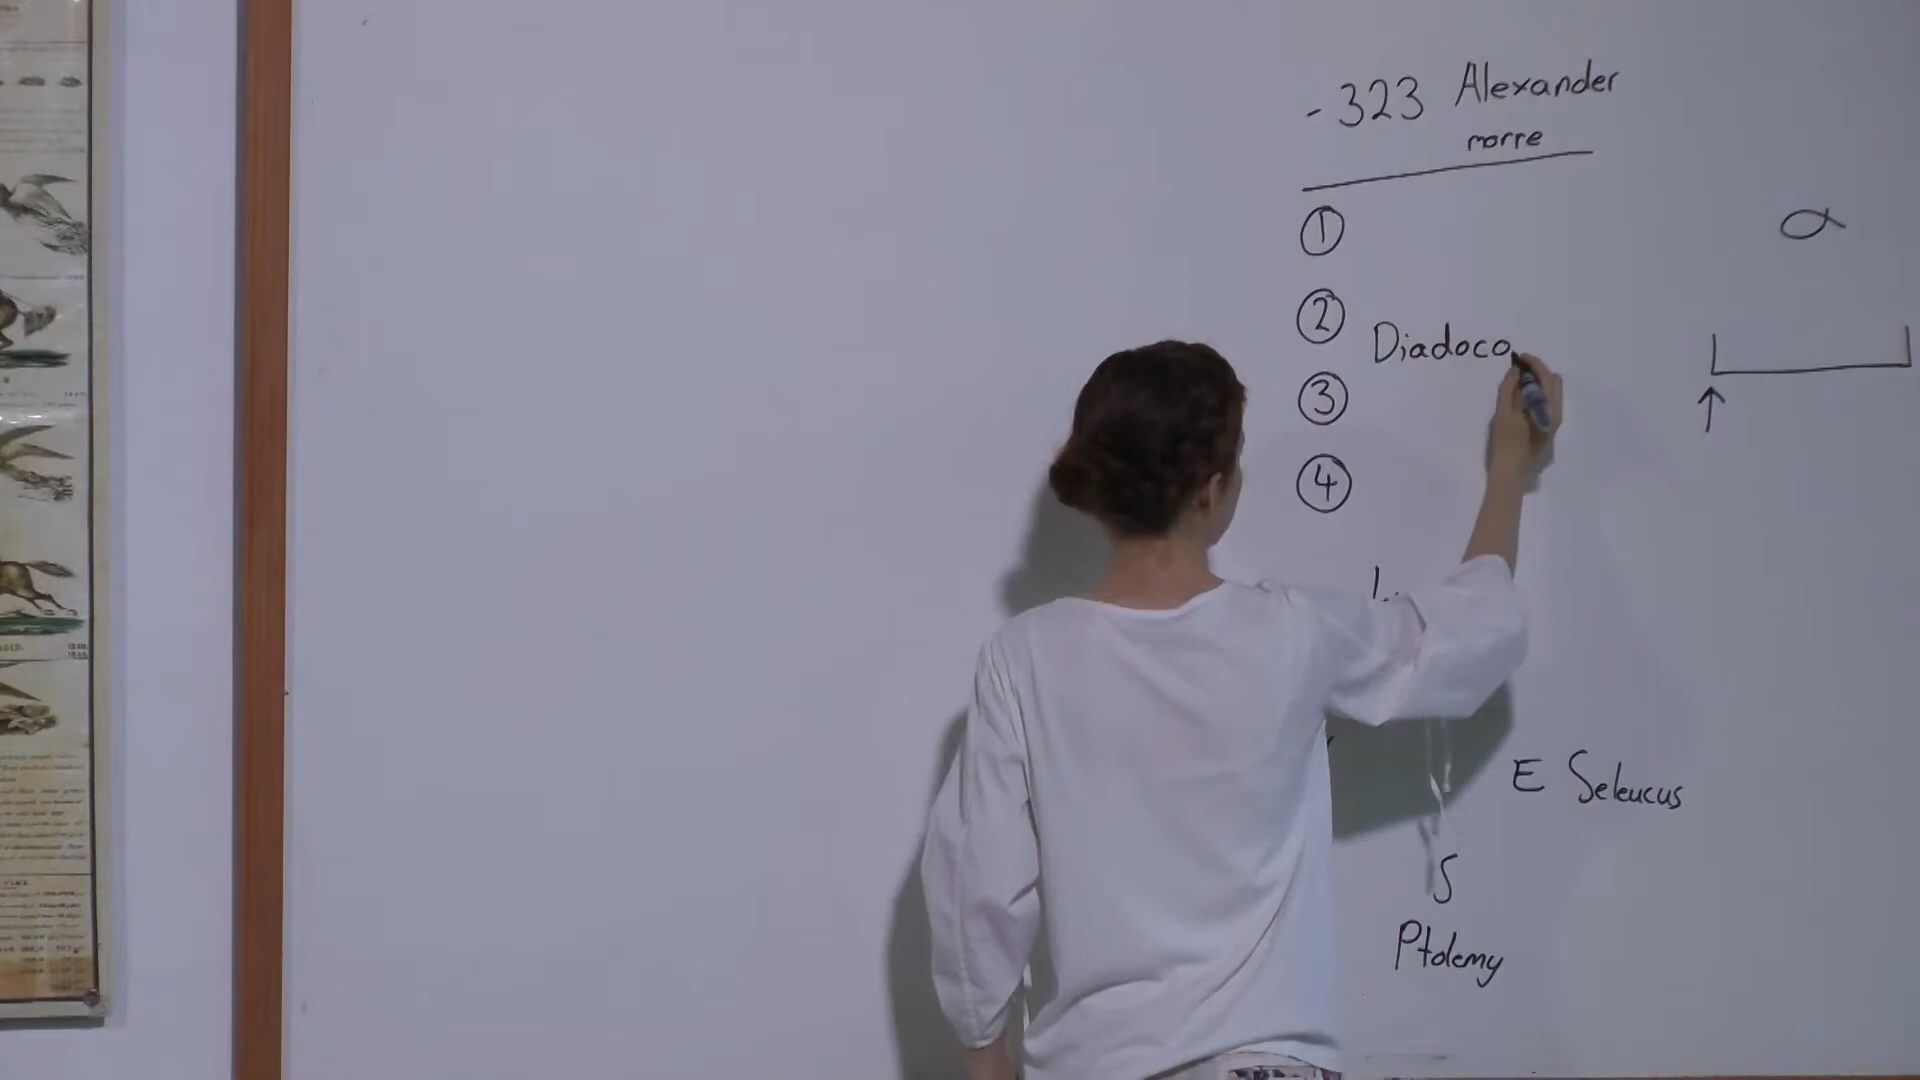 -323 Alexander
morre
1
2
Diadoco
3
4
E Seleucus
S
Ptolemy
α